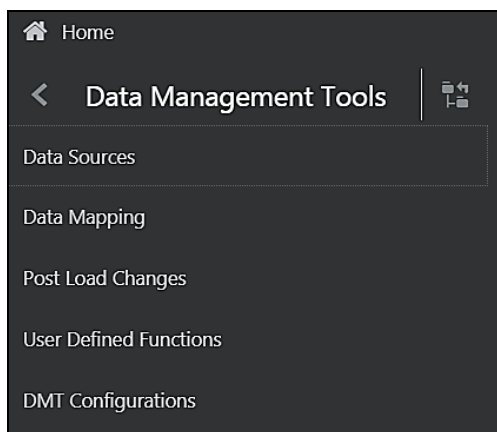 Home
Data Management Tools
Data Sources
Data Mapping
Post Load Changes
User Defined Functions
DMT Configurations